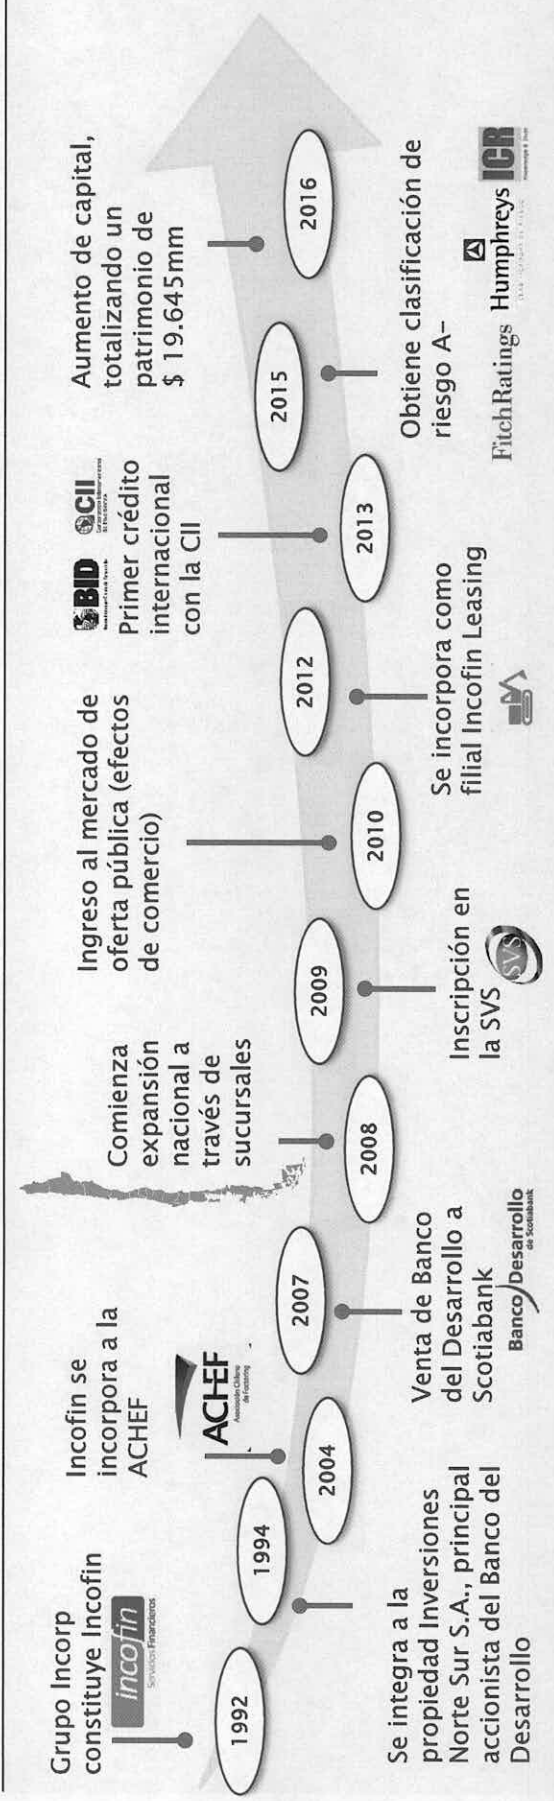 Grupo Incorp
constituye Incofin
incofin
Servicios Financieros
1992
Se integra a la
propiedad Inversiones
Norte Sur S.A., principal
accionista del Banco del
Desarrollo
1994
Incofin se
incorpora a la
ACHEF
ACHEF
Asociación Chilena
de Factoring
2004
Venta de Banco
del Desarrollo a
Scotiabank
Banco Desarrollo
de Scotiabank
2007
Comienza
expansión
nacional a
través de
sucursales
2008
Inscripción en
la SVS
SVS
2009
Ingreso al mercado de
oferta pública (efectos
de comercio)
2010
Se incorpora como
filial Incofin Leasing
2012
BID
CII
Primer crédito
internacional
con la CII
2013
Obtiene clasificación de
riesgo A-
FitchRatings
Humphreys
ICR
2015
Aumento de capital,
totalizando un
patrimonio de
$ 19.645mm
2016